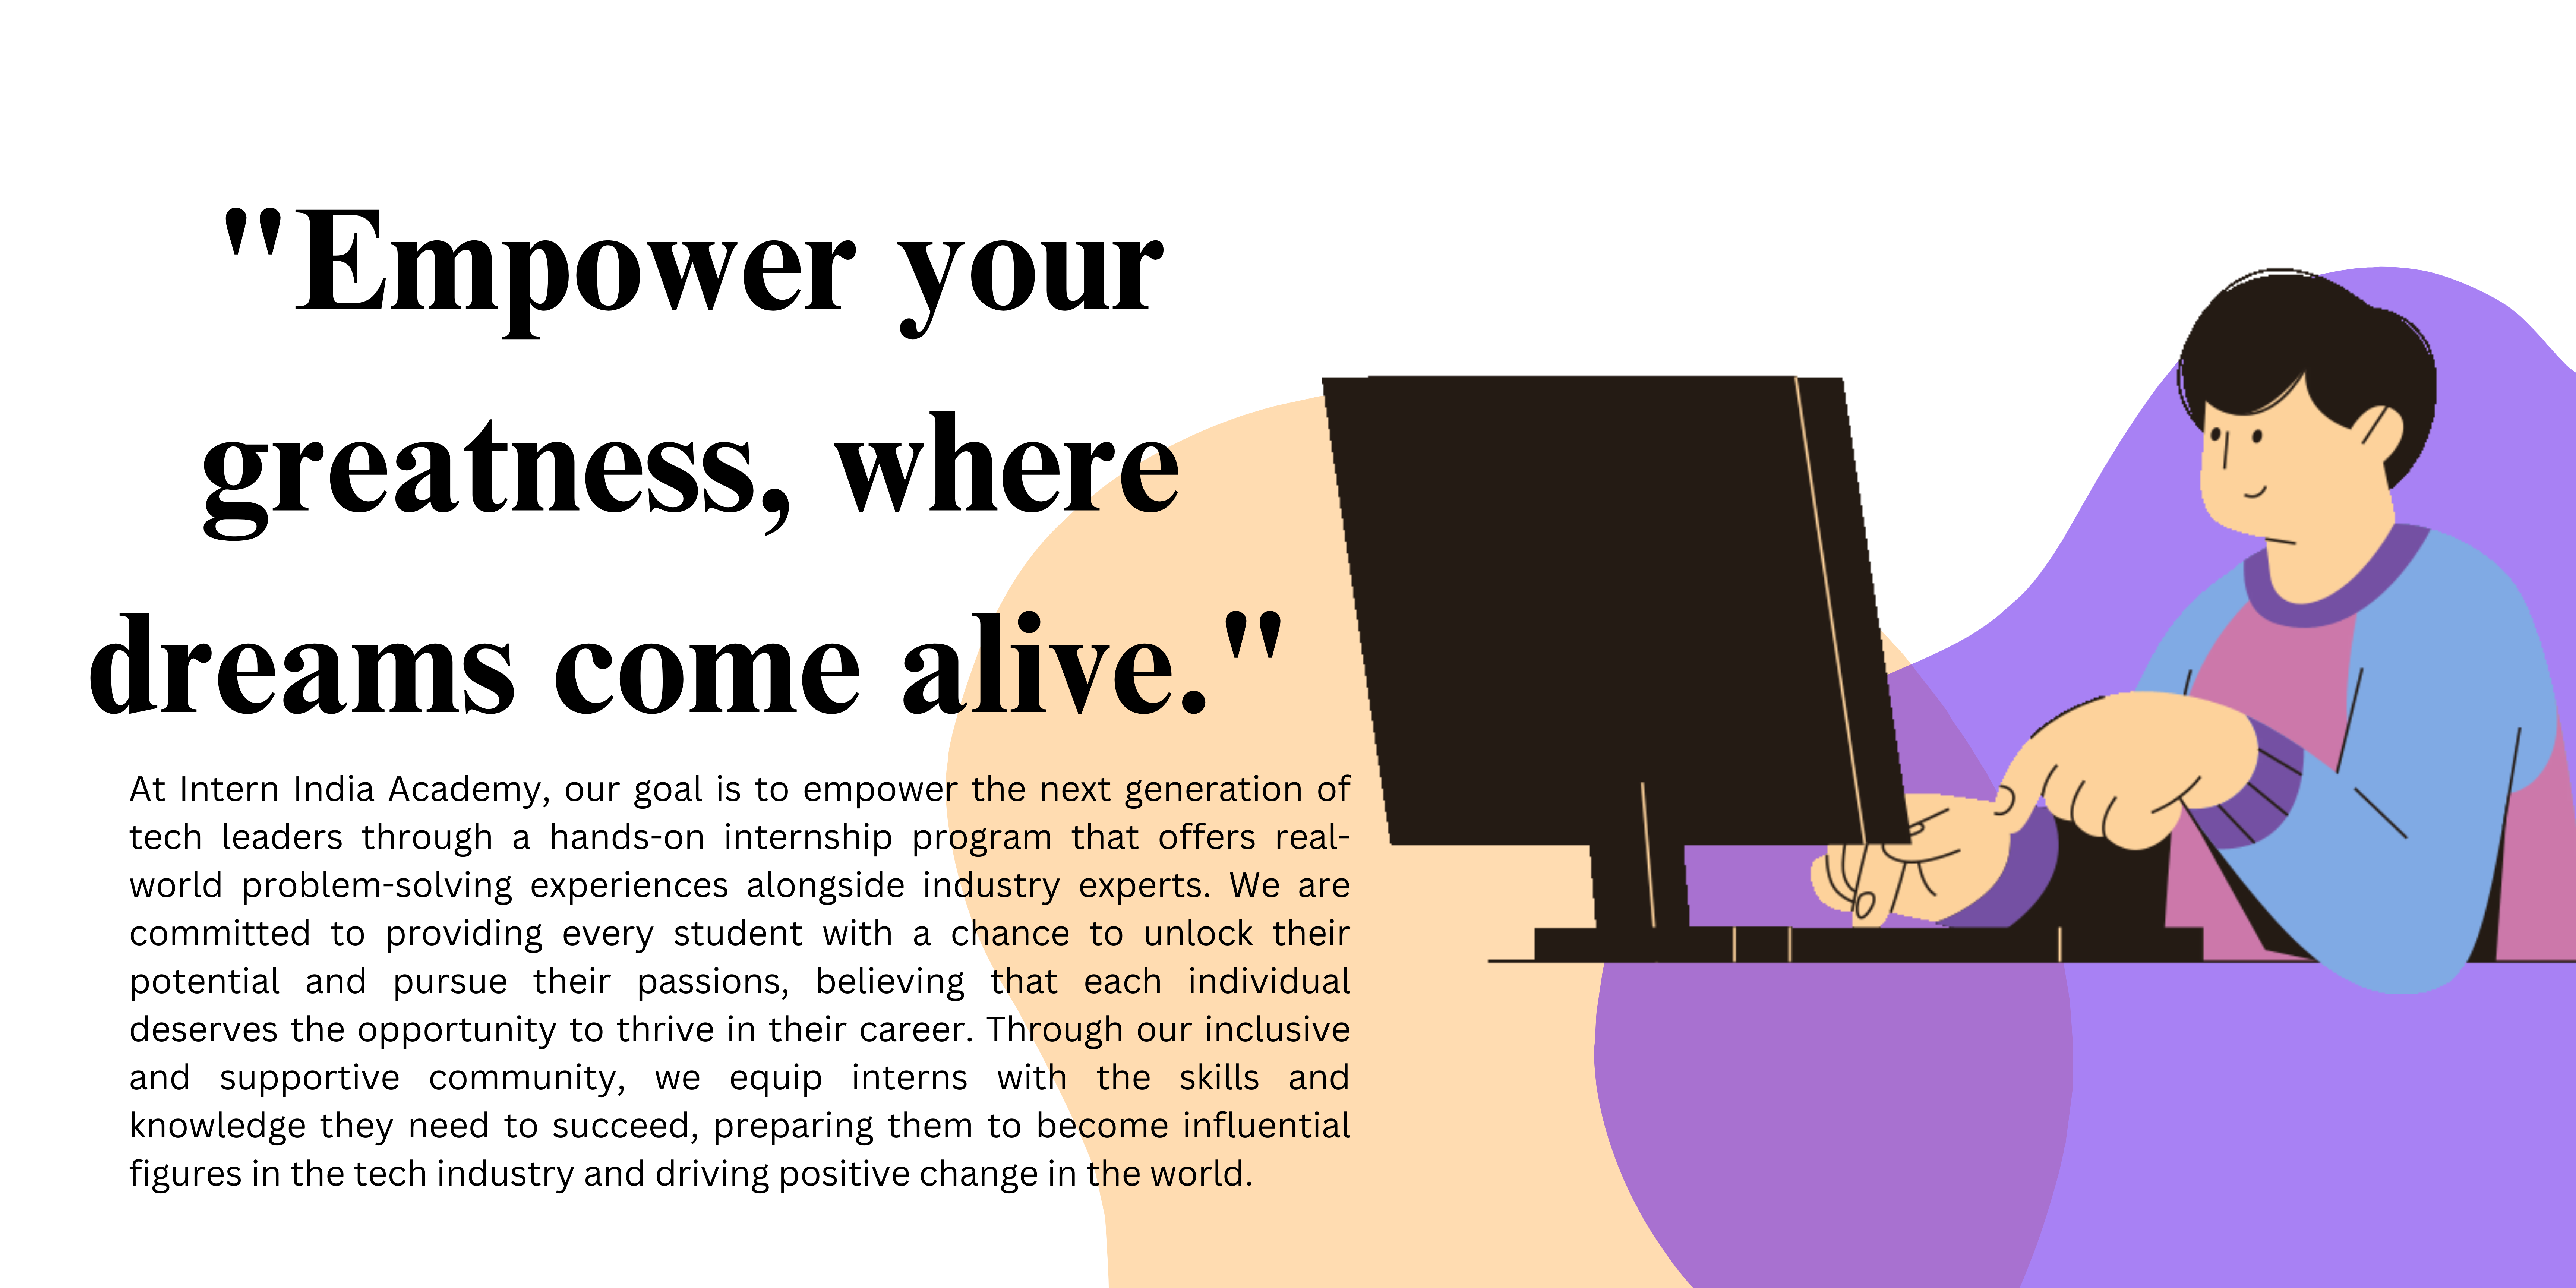 "Empower your
greatness, where
dreams come alive."
At Intern India Academy, our goal is to empower the next generation of
tech leaders through a hands-on internship program that offers real-
world problem-solving experiences alongside industry experts. We are
committed to providing every student with a chance to unlock their
potential and pursue their passions, believing that each individual
deserves the opportunity to thrive in their career. Through our inclusive
and supportive community, we equip interns with the skills and
knowledge they need to succeed, preparing them to become influential
figures in the tech industry and driving positive change in the world.